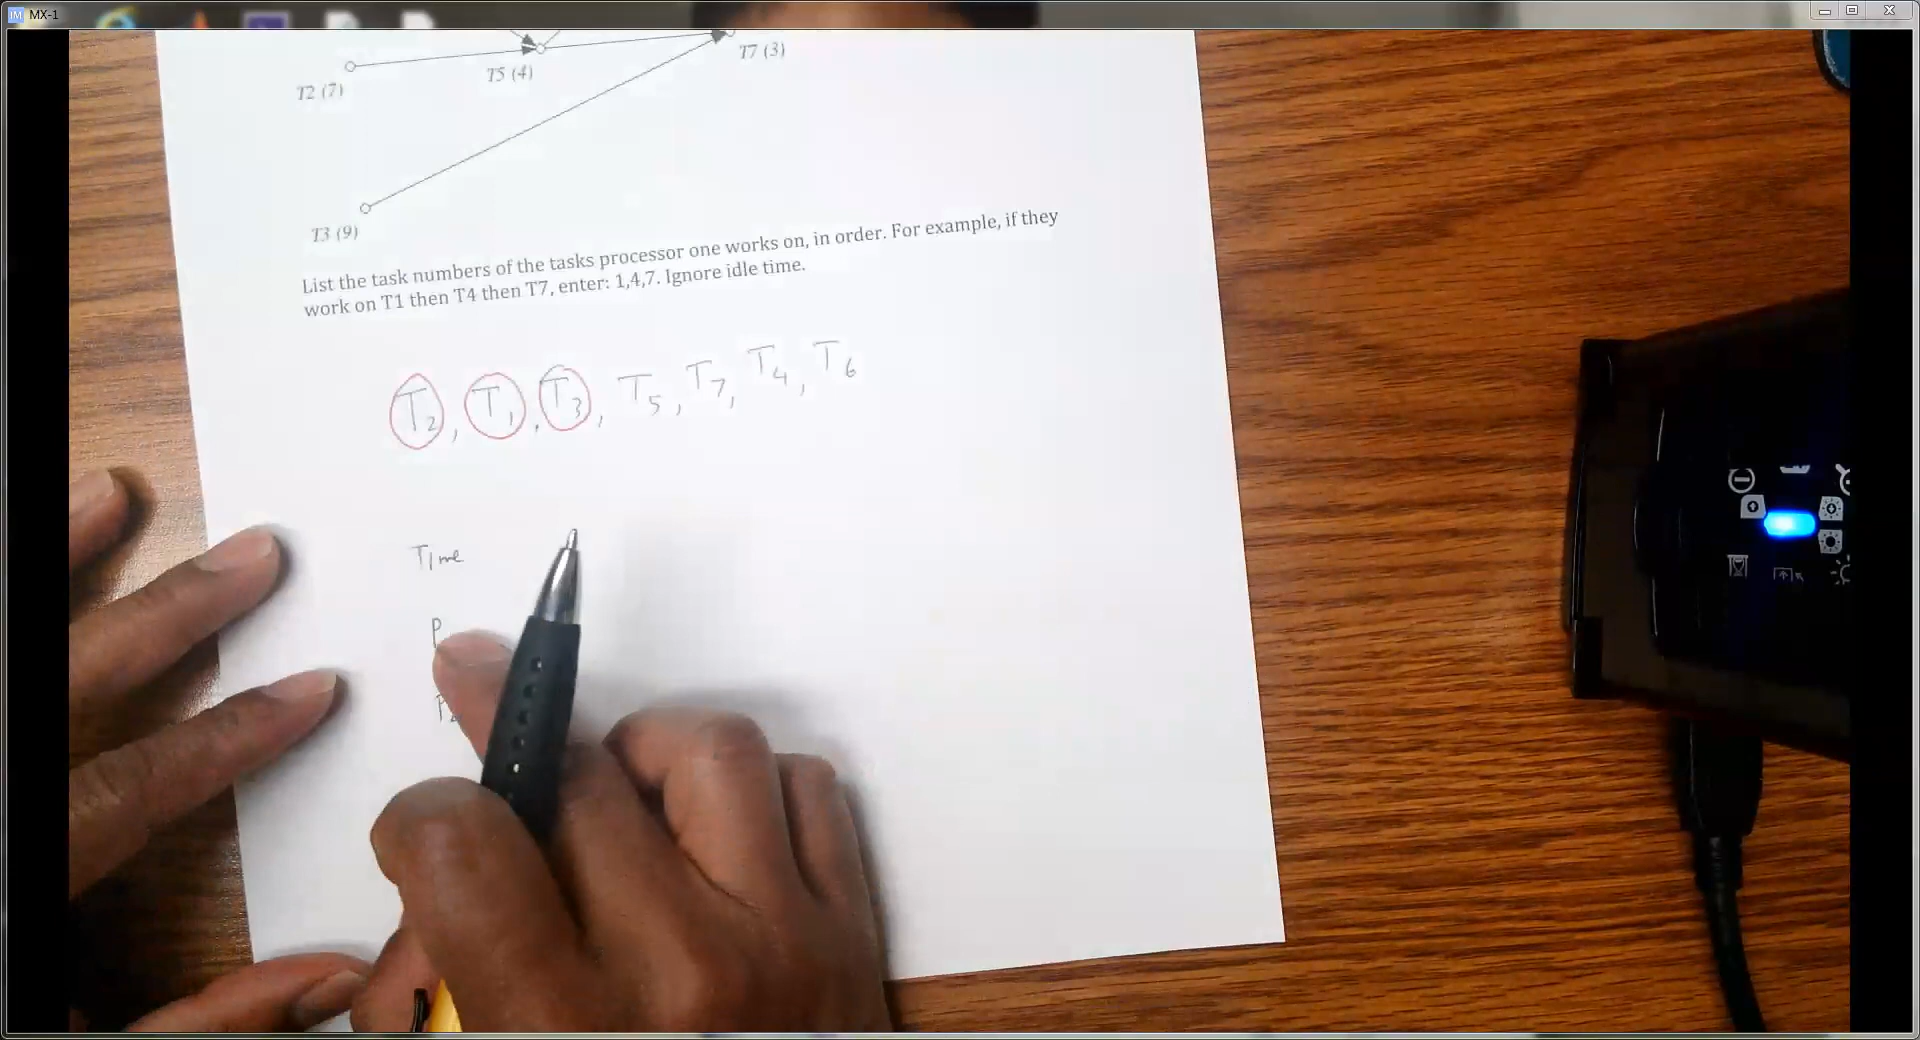 MX-1
T7 (3)
T5 (4)
T2 (7)
T3 (9)
List the task numbers of the tasks processor one works on, in order. For example, if they
work on T1 then T4 then T7, enter: 1,4,7. Ignore idle time.
T2, T1, T3, T5, T7, T4, T6
Time
P
P2